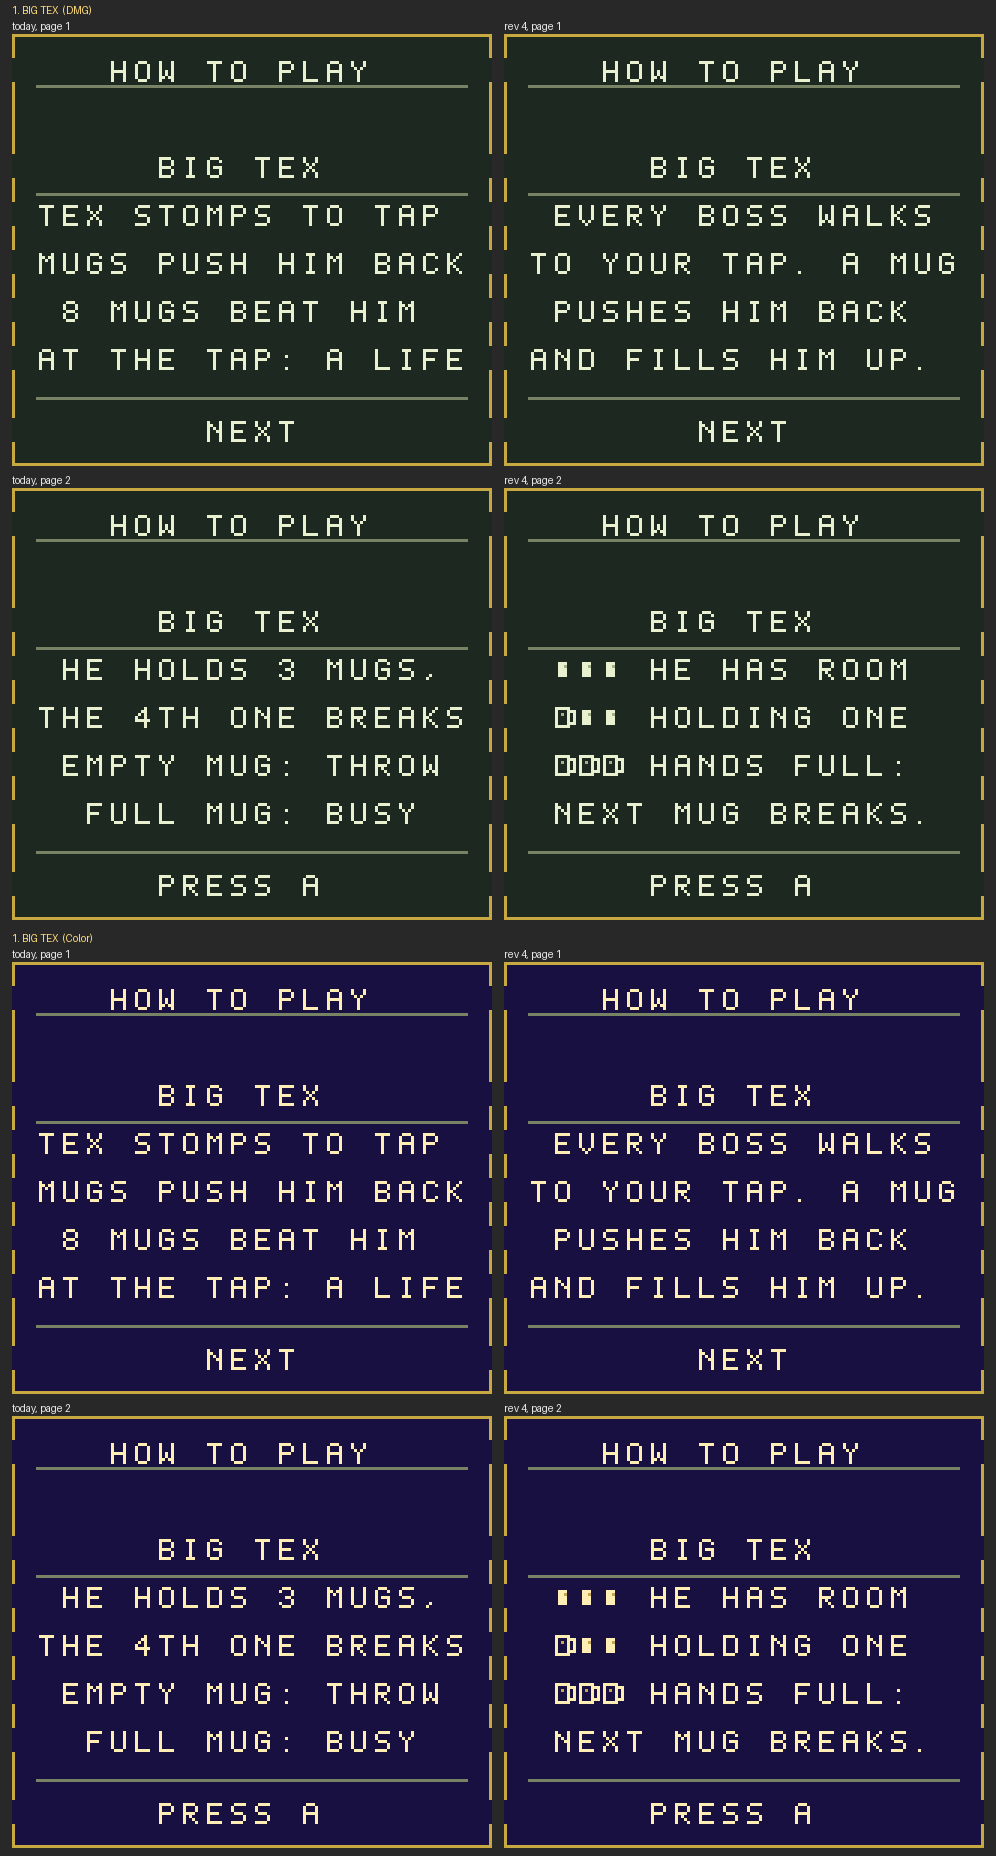 1. BIG TEX (DMG)
today, page 1
HOW TO PLAY
BIG TEX
TEX STOMPS TO TAP
MUGS PUSH HIM BACK
8 MUGS BEAT HIM
AT THE TAP: A LIFE
NEXT
rev 4, page 1
HOW TO PLAY
BIG TEX
EVERY BOSS WALKS
TO YOUR TAP. A MUG
PUSHES HIM BACK
AND FILLS HIM UP.
NEXT
today, page 2
HOW TO PLAY
BIG TEX
HE HOLDS 3 MUGS,
THE 4TH ONE BREAKS
EMPTY MUG: THROW
FULL MUG: BUSY
PRESS A
rev 4, page 2
HOW TO PLAY
BIG TEX
HE HAS ROOM
HOLDING ONE
HANDS FULL:
NEXT MUG BREAKS.
PRESS A
1. BIG TEX (Color)
today, page 1
HOW TO PLAY
BIG TEX
TEX STOMPS TO TAP
MUGS PUSH HIM BACK
8 MUGS BEAT HIM
AT THE TAP: A LIFE
NEXT
rev 4, page 1
HOW TO PLAY
BIG TEX
EVERY BOSS WALKS
TO YOUR TAP. A MUG
PUSHES HIM BACK
AND FILLS HIM UP.
NEXT
today, page 2
HOW TO PLAY
BIG TEX
HE HOLDS 3 MUGS,
THE 4TH ONE BREAKS
EMPTY MUG: THROW
FULL MUG: BUSY
PRESS A
rev 4, page 2
HOW TO PLAY
BIG TEX
HE HAS ROOM
HOLDING ONE
HANDS FULL:
NEXT MUG BREAKS.
PRESS A